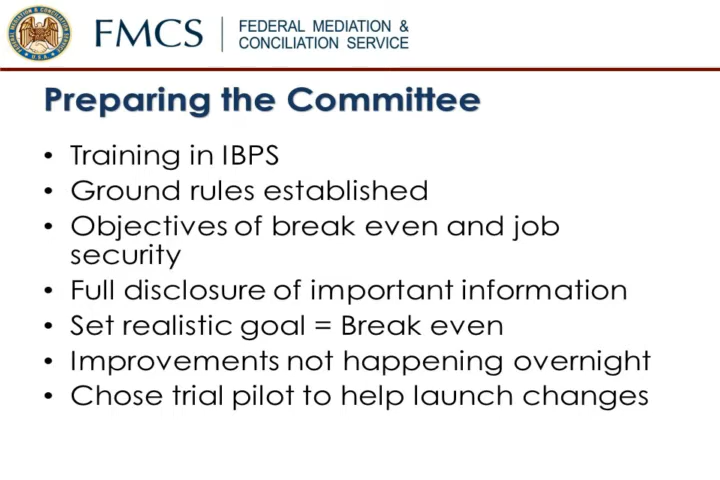 FMCS
FEDERAL MEDIATION &
CONCILIATION SERVICE
Preparing the Committee
• Training in IBPS
• Ground rules established
• Objectives of break even and job
security
• Full disclosure of important information
• Set realistic goal = Break even
• Improvements not happening overnight
• Chose trial pilot to help launch changes